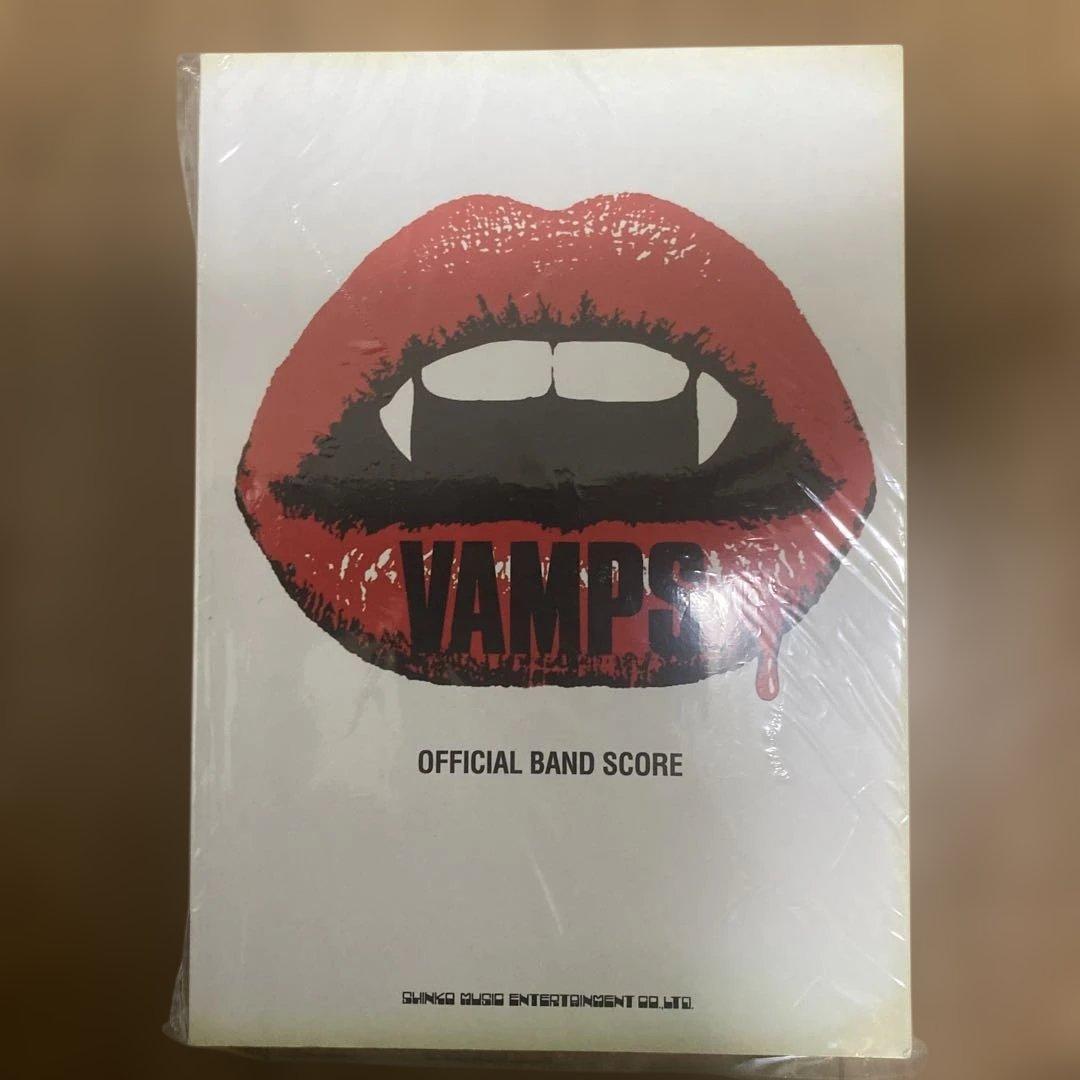 VAMPS
OFFICIAL BAND SCORE
SHINKO MUSIC ENTERTAINMENT CO.,LTD.